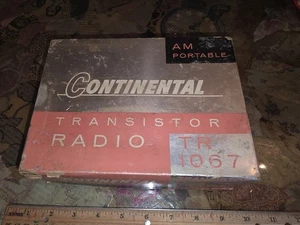 AM
PORTABLE
CONTINENTAL
TRANSISTOR
RADIO
TR
1067